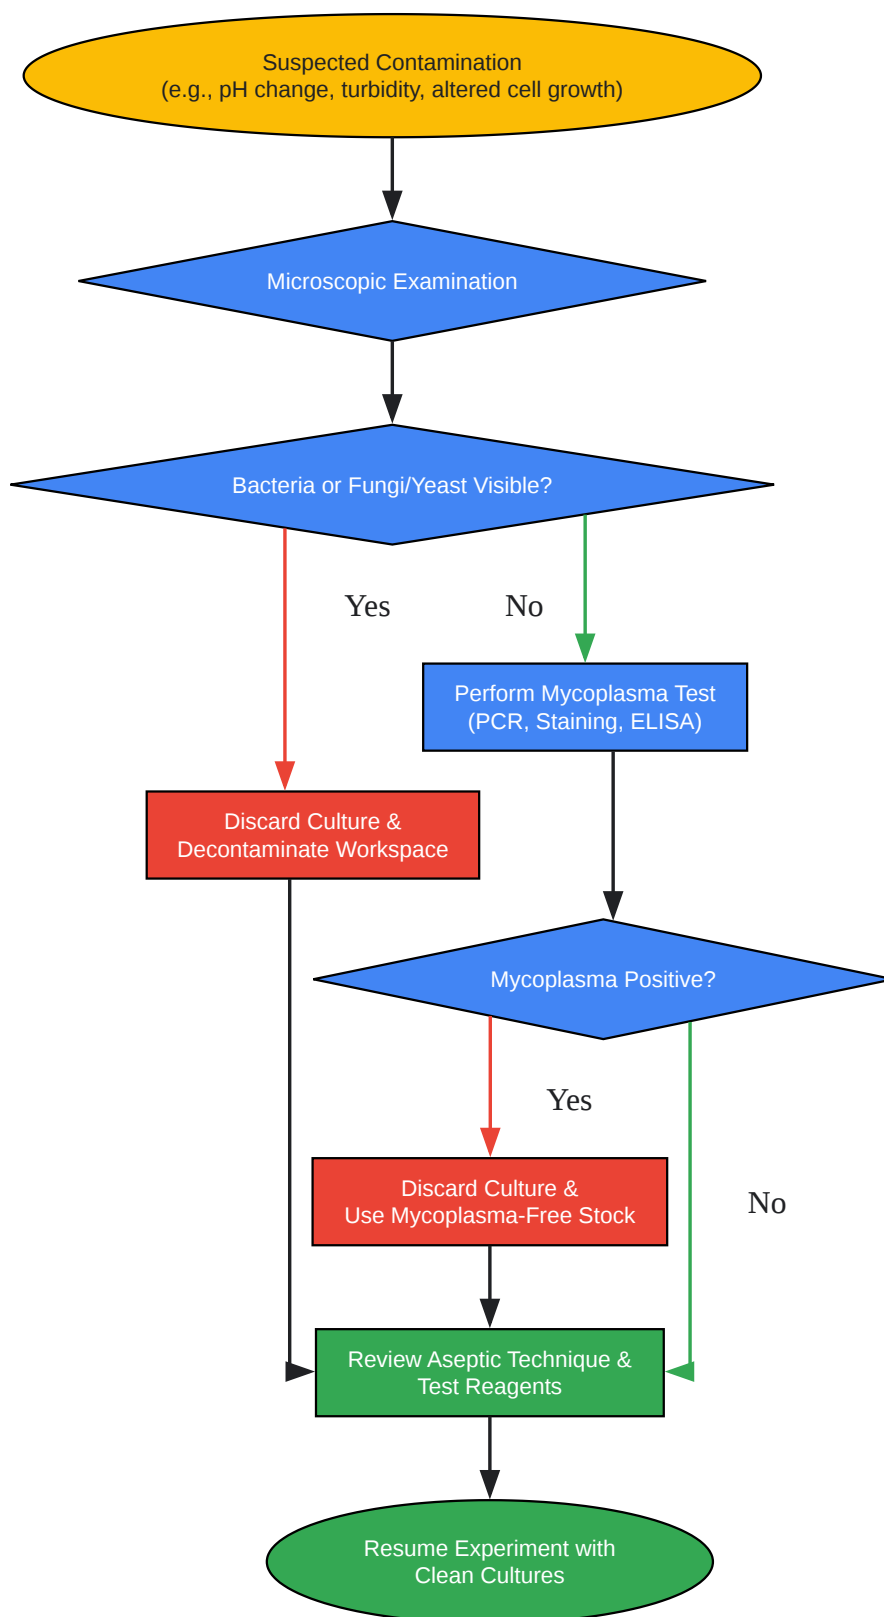 Suspected Contamination
(e.g., pH change, turbidity, altered cell growth)
Microscopic Examination
Bacteria or Fungi/Yeast Visible?
Yes
No
Perform Mycoplasma Test
(PCR, Staining, ELISA)
Discard Culture &
Decontaminate Workspace
Mycoplasma Positive?
Yes
Discard Culture &
Use Mycoplasma-Free Stock
No
Review Aseptic Technique &
Test Reagents
Resume Experiment with
Clean Cultures